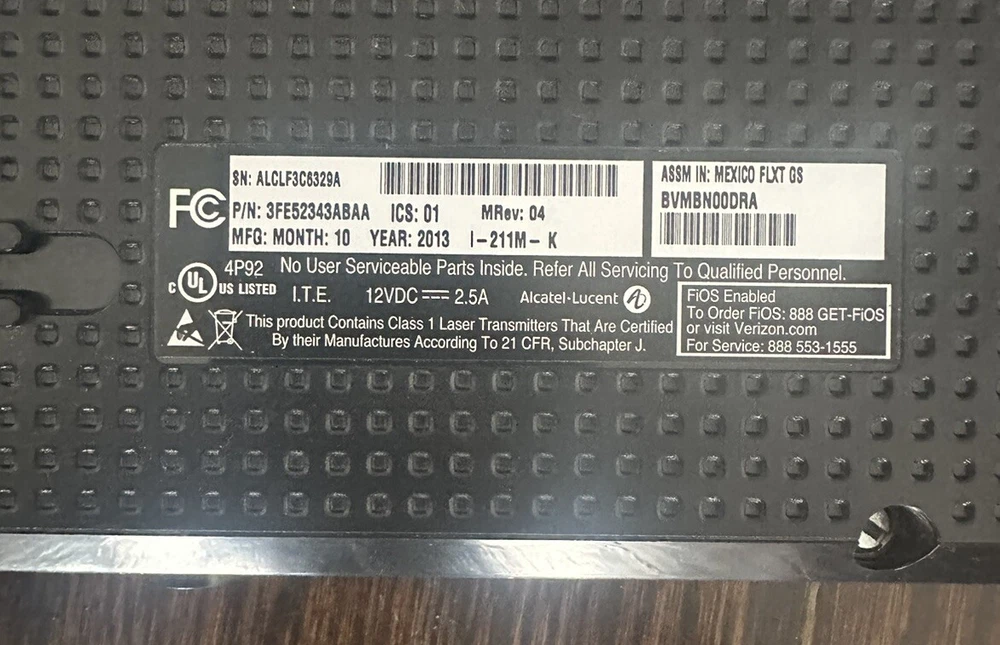 SN: ALCLF3C6329A
FC P/N: 3FE52343ABAA ICS: 01 MRev: 04
MFG: MONTH: 10 YEAR: 2013 I-211M- K
ASSM IN: MEXICO FLXT GS
BVMBN00DRA
4P92 No User Serviceable Parts Inside. Refer All Servicing To Qualified Personnel.
C UL US LISTED I.T.E. 12VDC 2.5A Alcatel·Lucent
This product Contains Class 1 Laser Transmitters That Are Certified
By their Manufactures According To 21 CFR, Subchapter J.
FiOS Enabled
To Order FiOS: 888 GET-FiOS
or visit Verizon.com
For Service: 888 553-1555